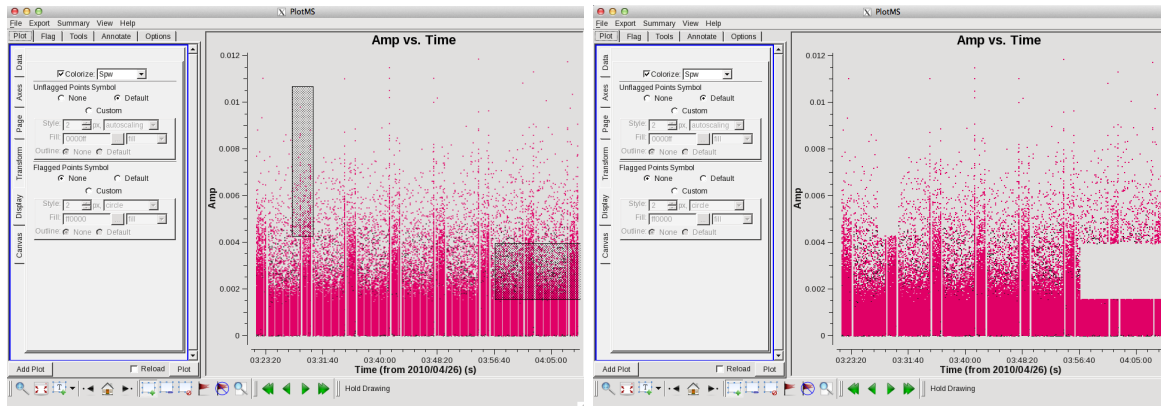 PlotMS
File Export Summary View Help
Plot Flag Tools Annotate Options
Data
Axes
Page
Transform
Display
Canvas
Colorize: Spw
Unflagged Points Symbol
None Default
Custom
Style: 2 px, autoscaling
Fill: 0000ff fill
Outline: None Default
Flagged Points Symbol
None Default
Custom
Style: 2 px, circle
Fill: ff0000 fill
Outline: None Default
Add Plot Reload Plot
Amp vs. Time
Amp
0.012
0.01
0.008
0.006
0.004
0.002
0
03:23:20 03:31:40 03:40:00 03:48:20 03:56:40 04:05:00
Time (from 2010/04/26) (s)
Hold Drawing
PlotMS
File Export Summary View Help
Plot Flag Tools Annotate Options
Data
Axes
Page
Transform
Display
Canvas
Colorize: Spw
Unflagged Points Symbol
None Default
Custom
Style: 2 px, autoscaling
Fill: 0000ff fill
Outline: None Default
Flagged Points Symbol
None Default
Custom
Style: 2 px, circle
Fill: ff0000 fill
Outline: None Default
Add Plot Reload Plot
Amp vs. Time
Amp
0.012
0.01
0.008
0.006
0.004
0.002
0
03:23:20 03:31:40 03:40:00 03:48:20 03:56:40 04:05:00
Time (from 2010/04/26) (s)
Hold Drawing